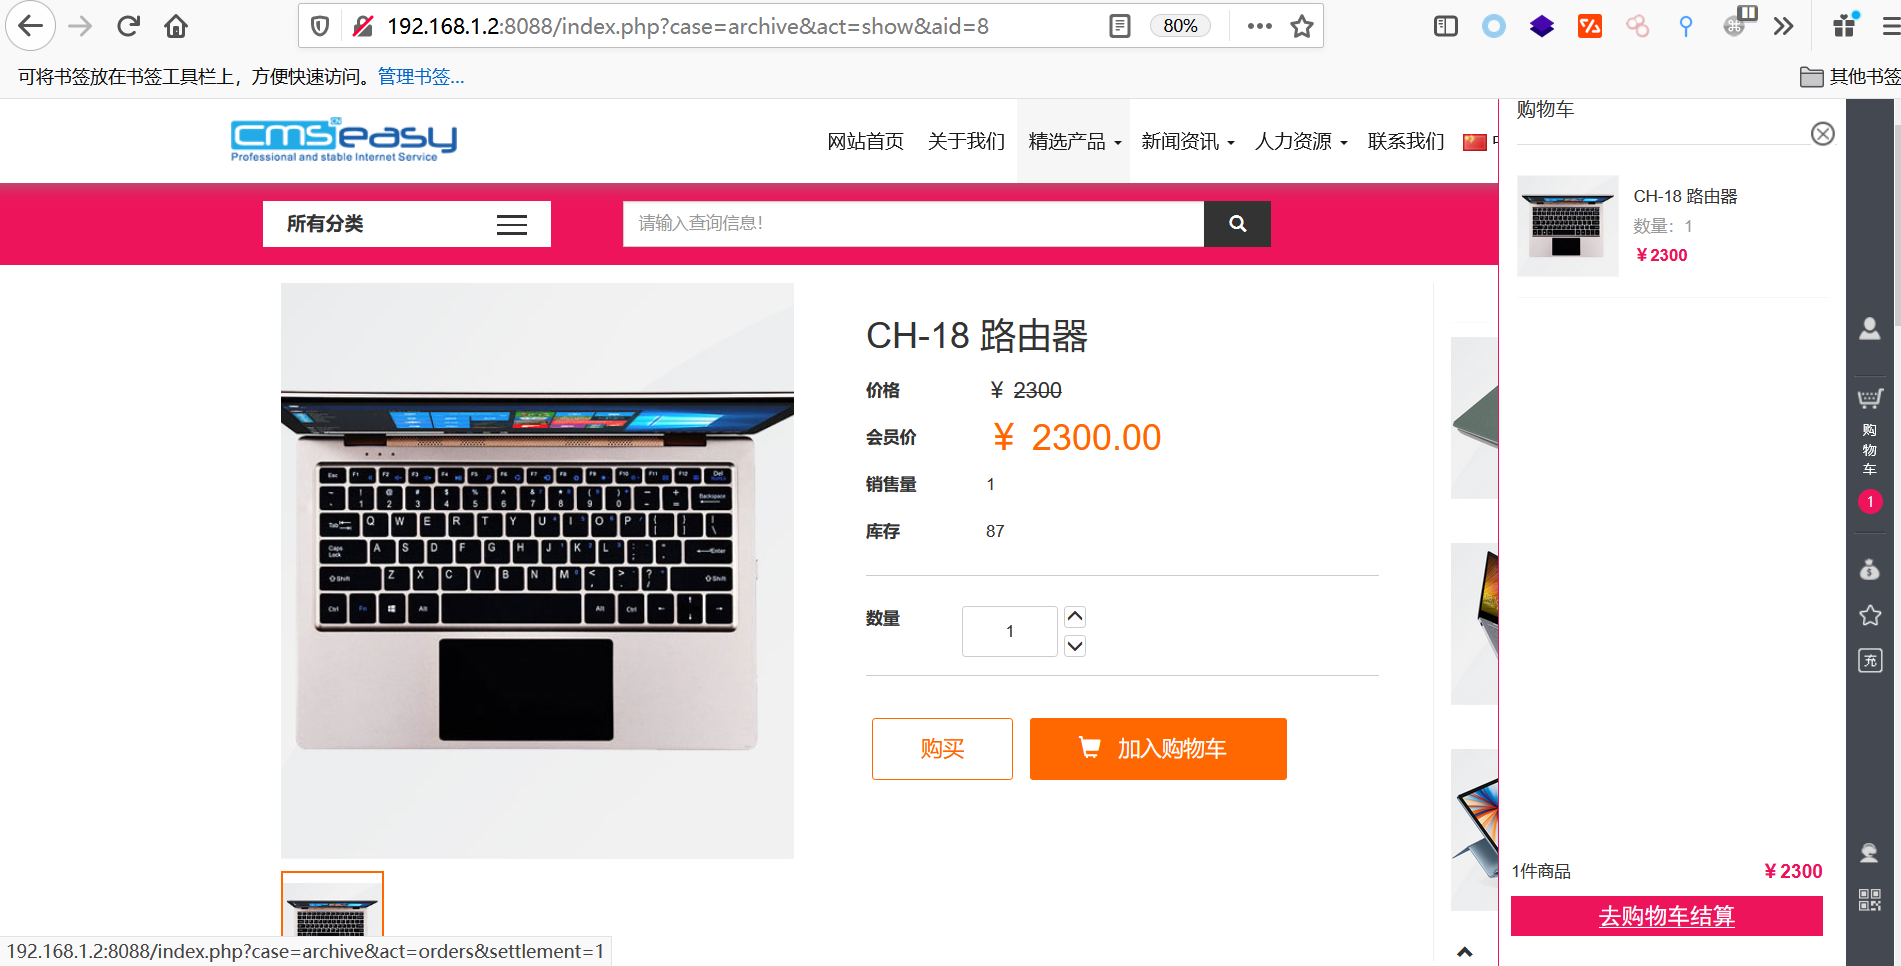 192.168.1.2:8088/index.php?case=archive&act=show&aid=8
80%
可将书签放在书签工具栏上，方便快速访问。管理书签...
其他书签
cmseasy
CN
Professional and stable Internet Service
网站首页
关于我们
精选产品
新闻资讯
人力资源
联系我们
所有分类
请输入查询信息!
CH-18 路由器
价格
¥ 2300
会员价
¥ 2300.00
销售量
1
库存
87
数量
1
购买
加入购物车
购物车
CH-18 路由器
数量：1
¥2300
1件商品
¥2300
去购物车结算
购
物
车
1
充
192.168.1.2:8088/index.php?case=archive&act=orders&settlement=1